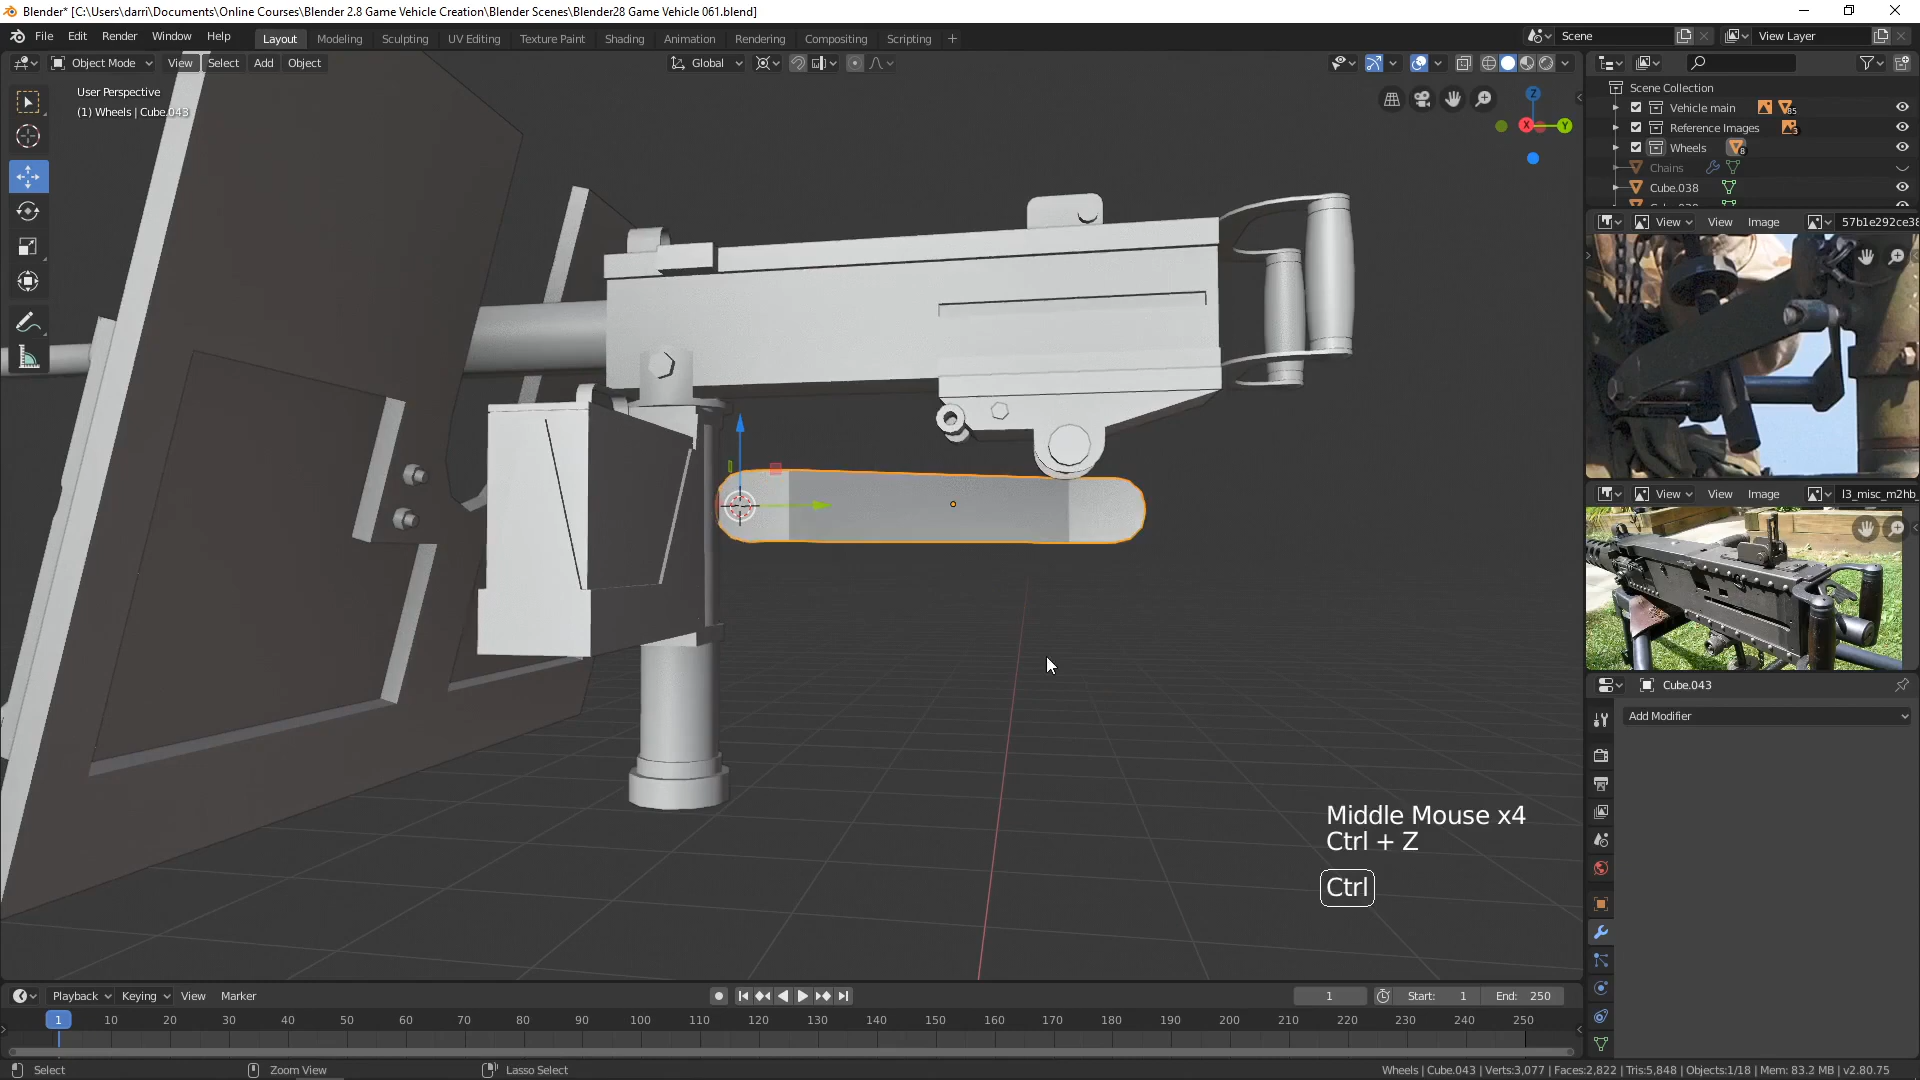 Blender* [C:\Users\darri\Documents\Online Courses\Blender 2.8 Game Vehicle Creation\Blender Scenes\Blender28 Game Vehicle 061.blend]
File Edit Render Window Help
Layout Modeling Sculpting UV Editing Texture Paint Shading Animation Rendering Compositing Scripting +
Scene
View Layer
Object Mode View Select Add Object
Global
User Perspective
(1) Wheels | Cube.043
Z
X
Y
Scene Collection
Vehicle main 85
Reference Images 3
Wheels 8
Chains
Cube.038
View View Image 57b1e292ce38
View View Image l3_misc_m2hb_
Cube.043
Add Modifier
Middle Mouse x4
Ctrl + Z
Ctrl
Playback Keying View Marker
1 Start: 1 End: 250
1 10 20 30 40 50 60 70 80 90 100 110 120 130 140 150 160 170 180 190 200 210 220 230 240 250
Select Zoom View Lasso Select
Wheels | Cube.043 | Verts:3,077 | Faces:2,822 | Tris:5,848 | Objects:1/18 | Mem: 83.2 MB | v2.80.75